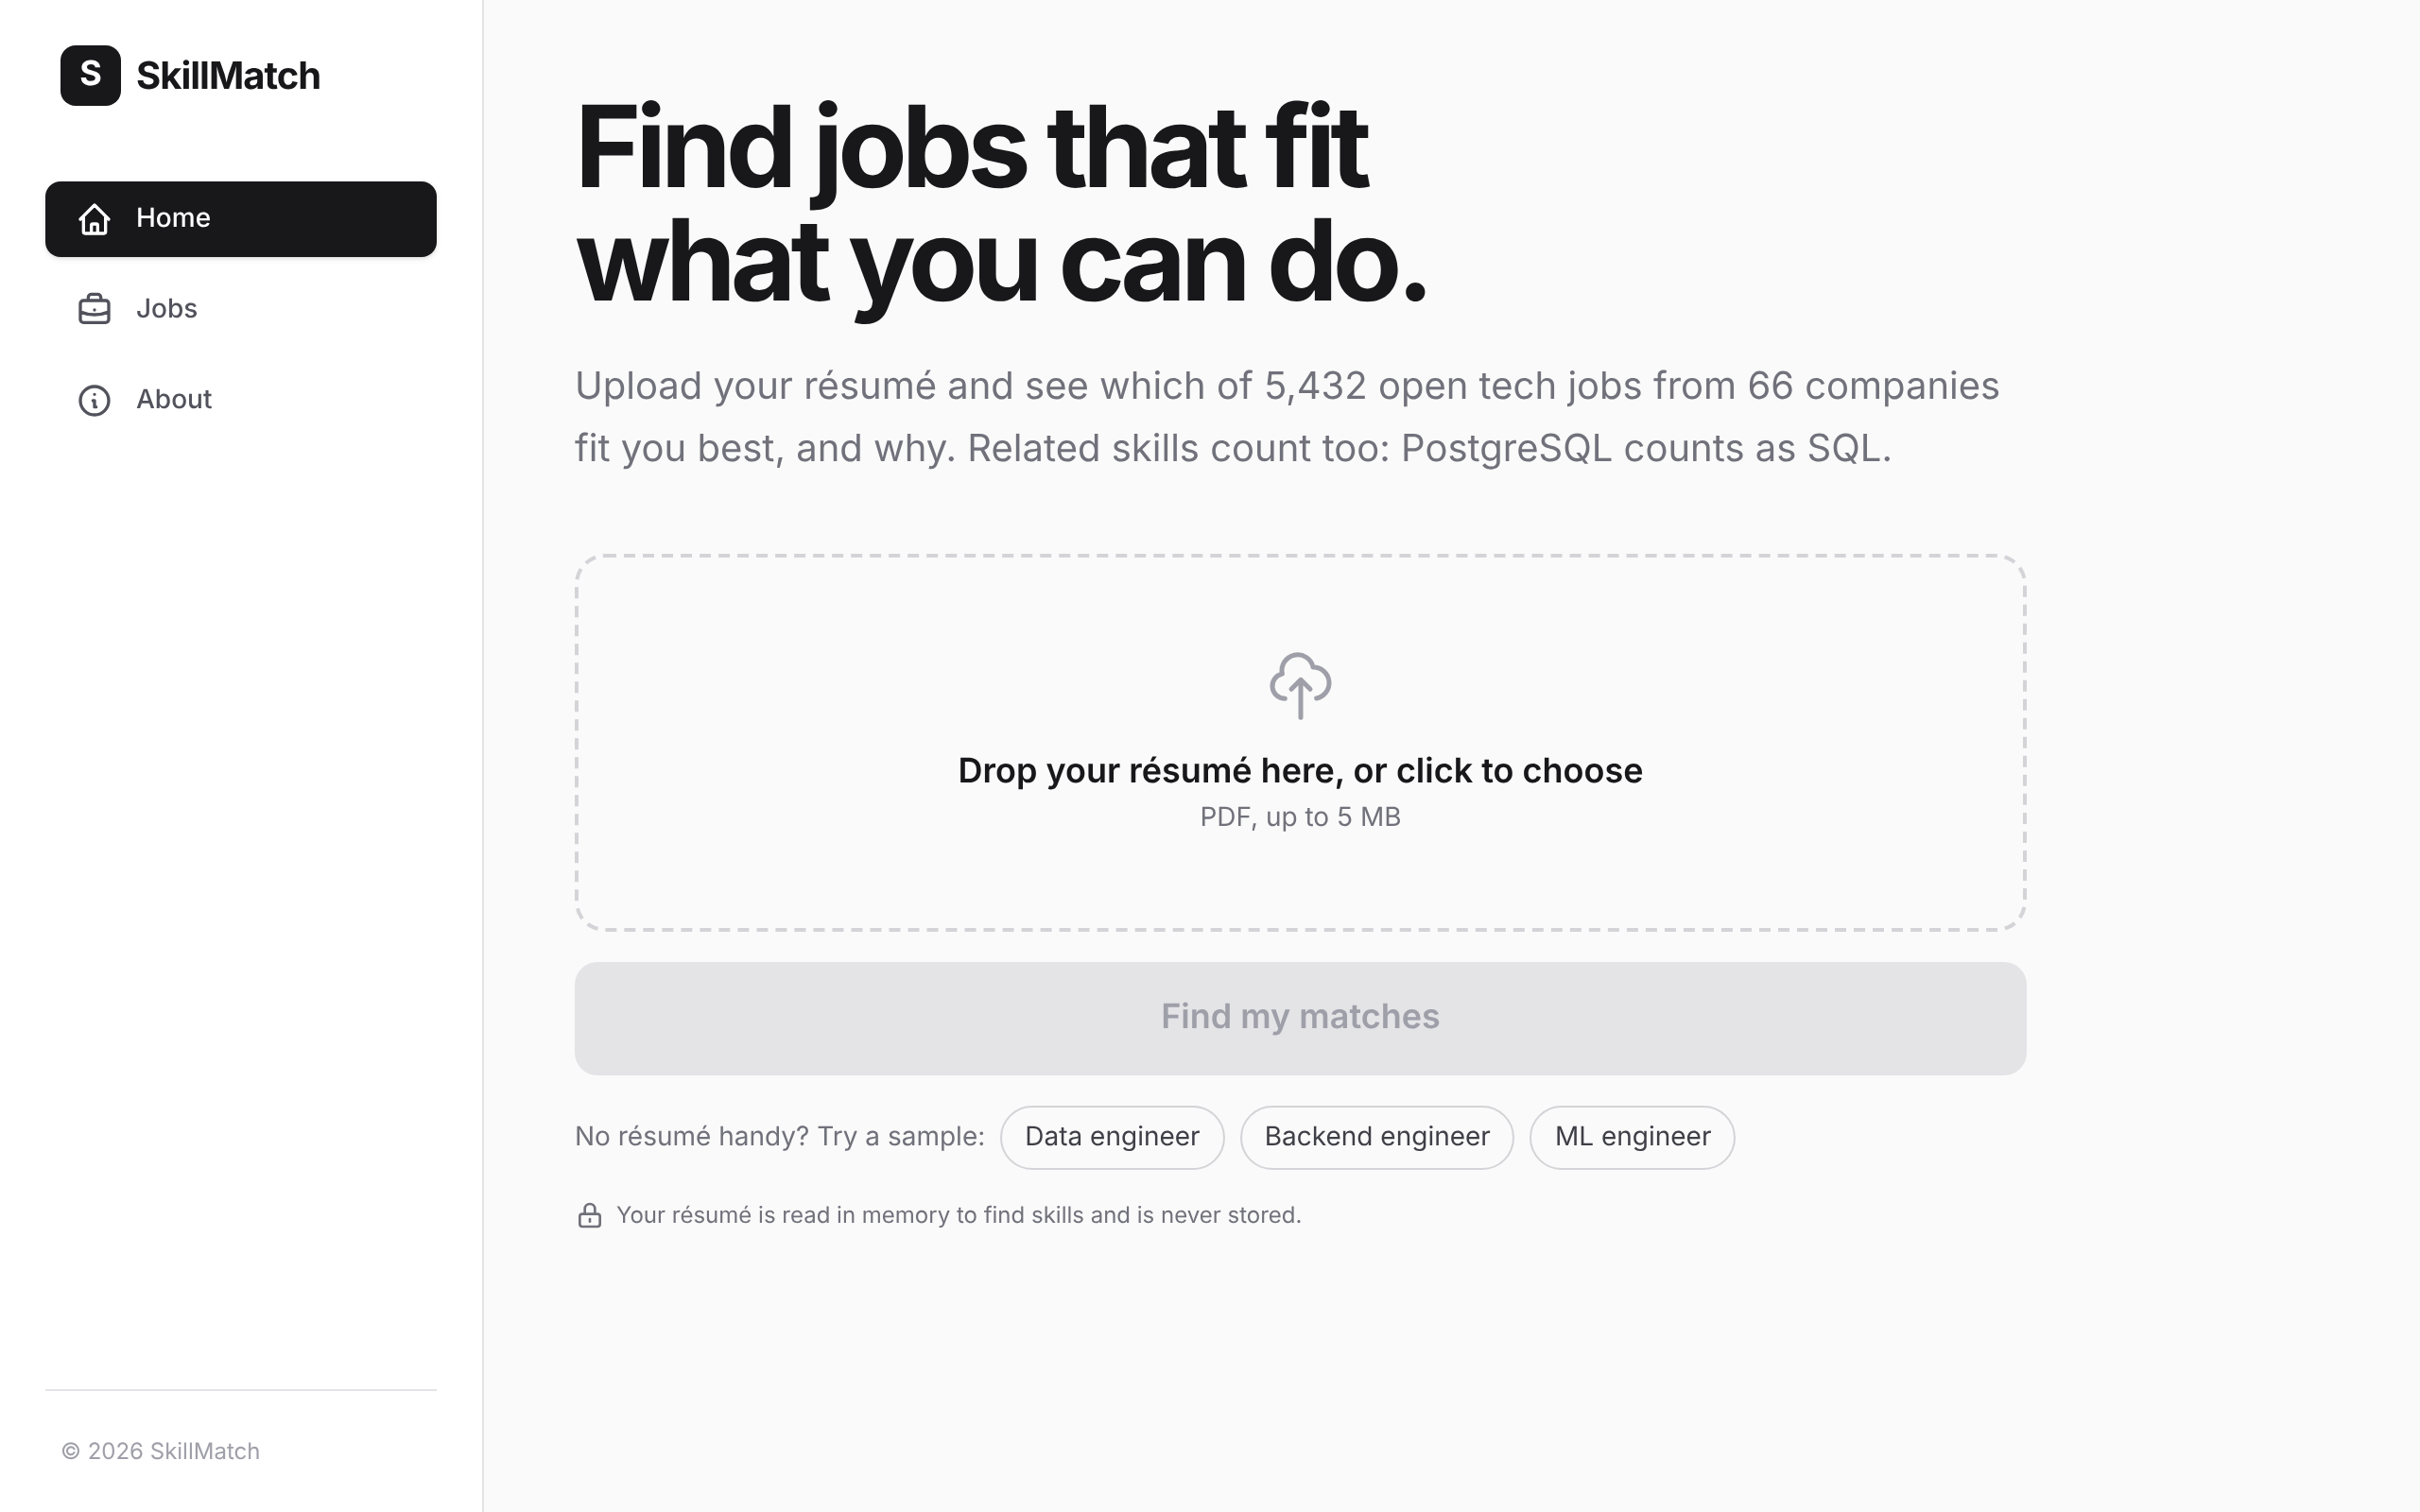 S SkillMatch
Home
Jobs
About
© 2026 SkillMatch
Find jobs that fit
what you can do.
Upload your résumé and see which of 5,432 open tech jobs from 66 companies
fit you best, and why. Related skills count too: PostgreSQL counts as SQL.
Drop your résumé here, or click to choose
PDF, up to 5 MB
Find my matches
No résumé handy? Try a sample: Data engineer Backend engineer ML engineer
Your résumé is read in memory to find skills and is never stored.